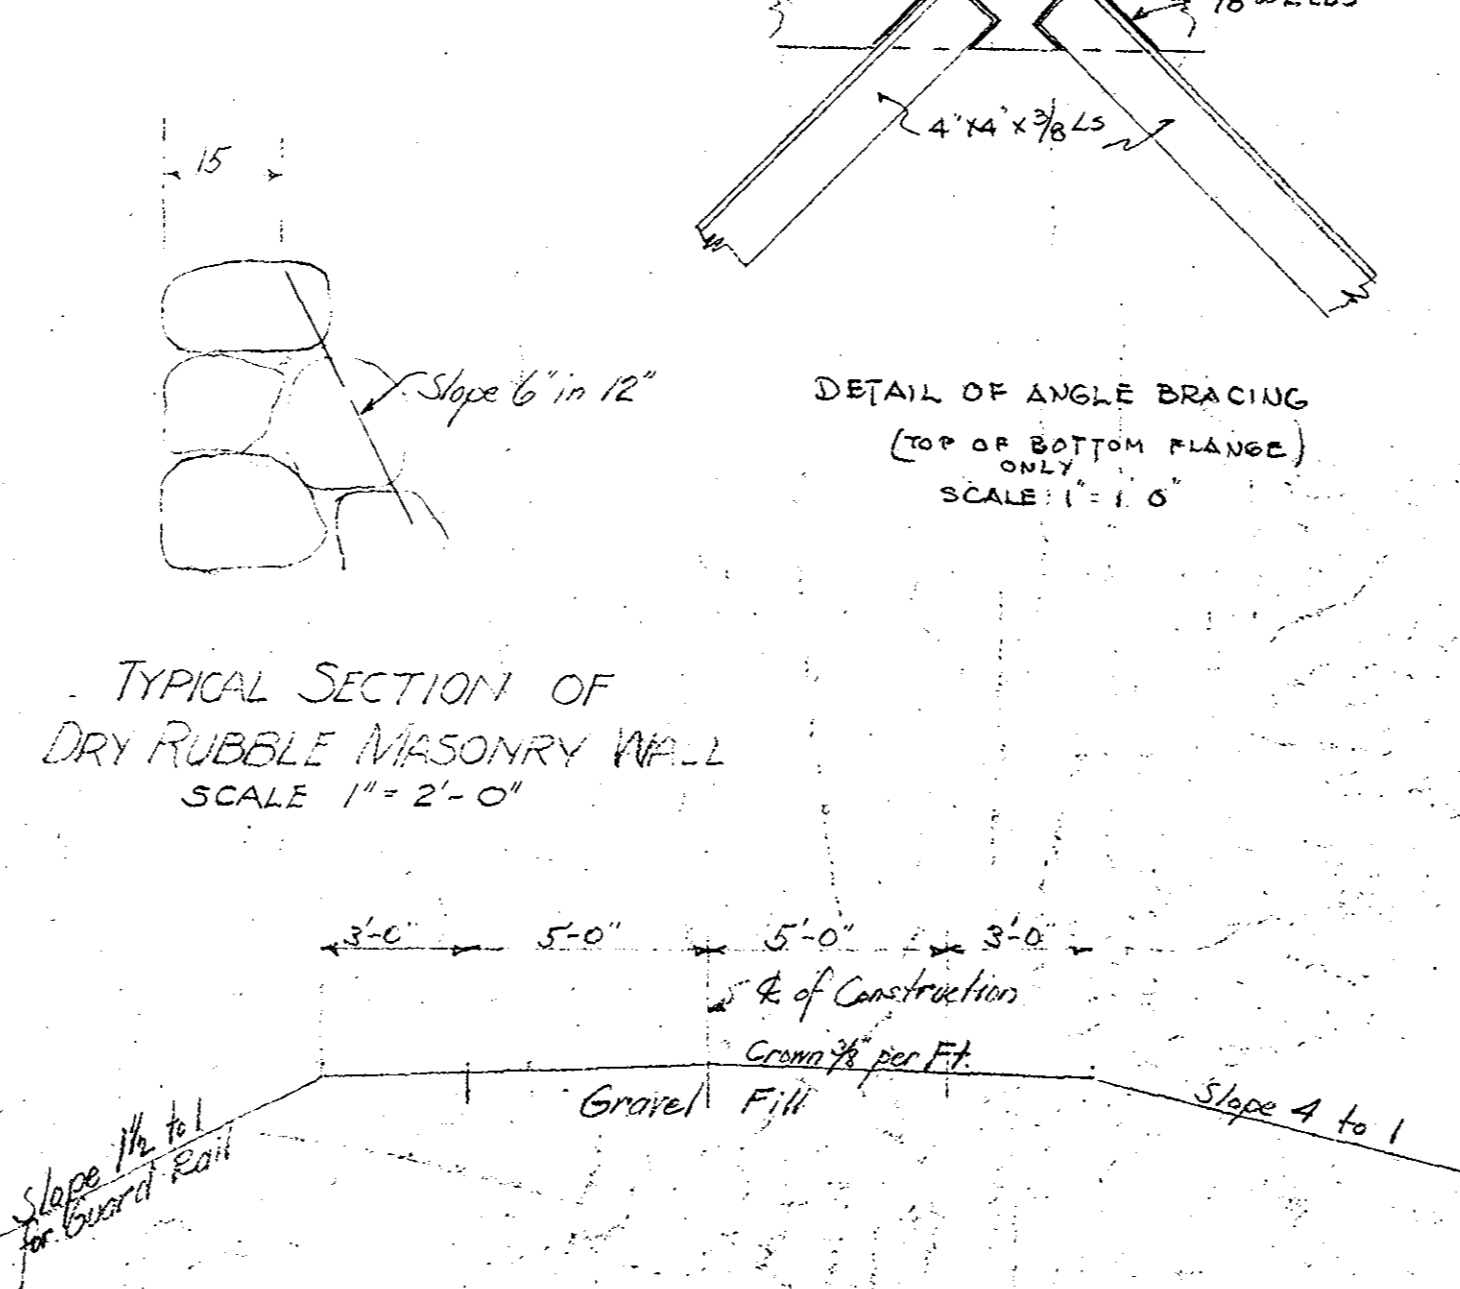 WELDS
4"X4"X3/8 LS
15
Slope 6" in 12"
DETAIL OF ANGLE BRACING
(TOP OF BOTTOM FLANGE)
ONLY
SCALE: 1" = 1' 0"
TYPICAL SECTION OF
DRY RUBBLE MASONRY WALL
SCALE 1" = 2'-0"
3'-0" 5'-0" 5'-0" 3'-0"
℄ of Construction
Crown 3/8" per Ft.
Gravel Fill
Slope 1½ to 1
for Guard Rail
Slope 4 to 1